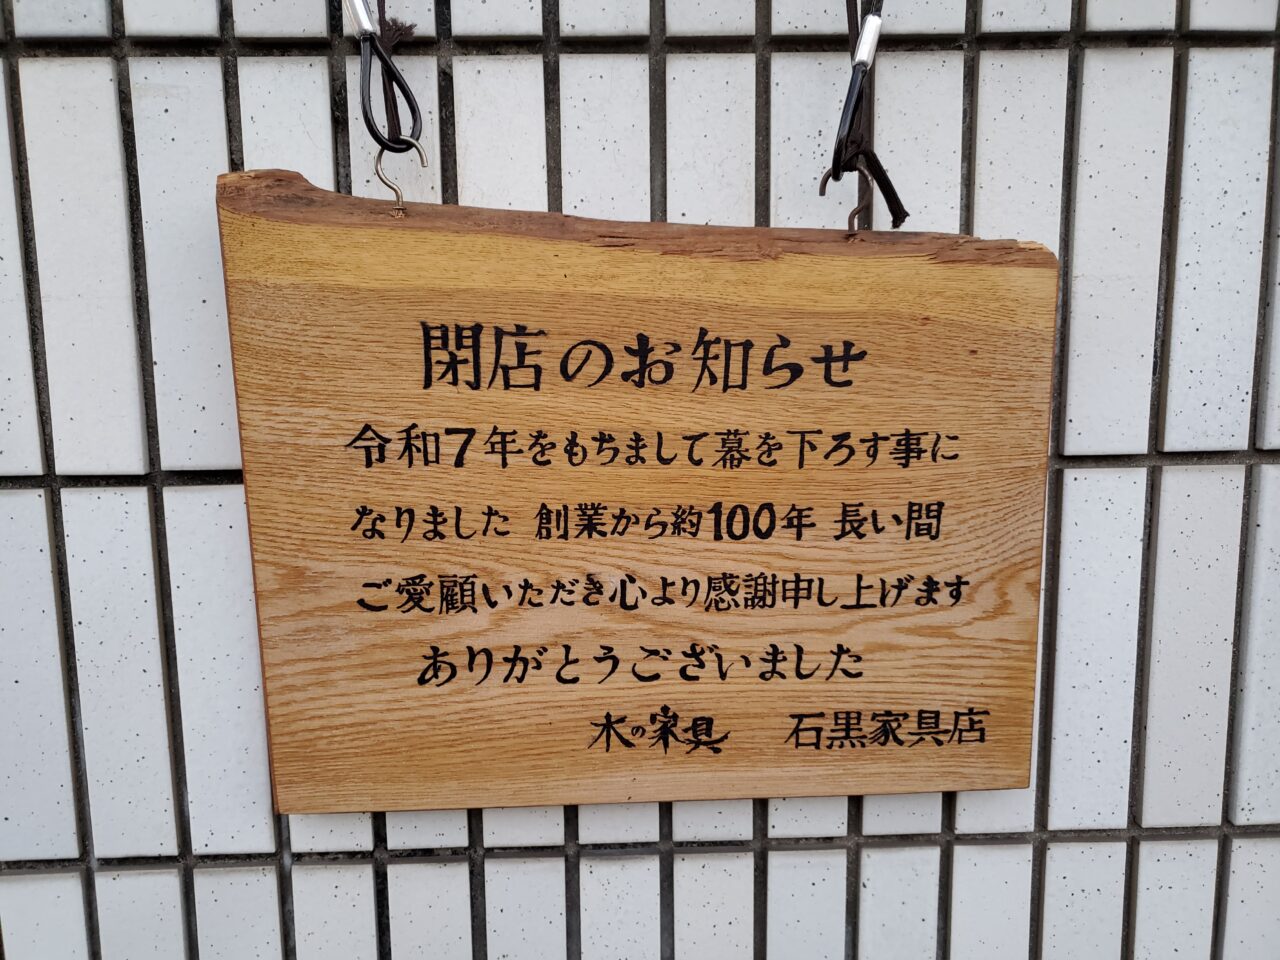 閉店のお知らせ
令和7年をもちまして幕を下ろす事に
なりました 創業から約100年 長い間
ご愛顧いただき心より感謝申し上げます
ありがとうございました
木の家具 石黒家具店